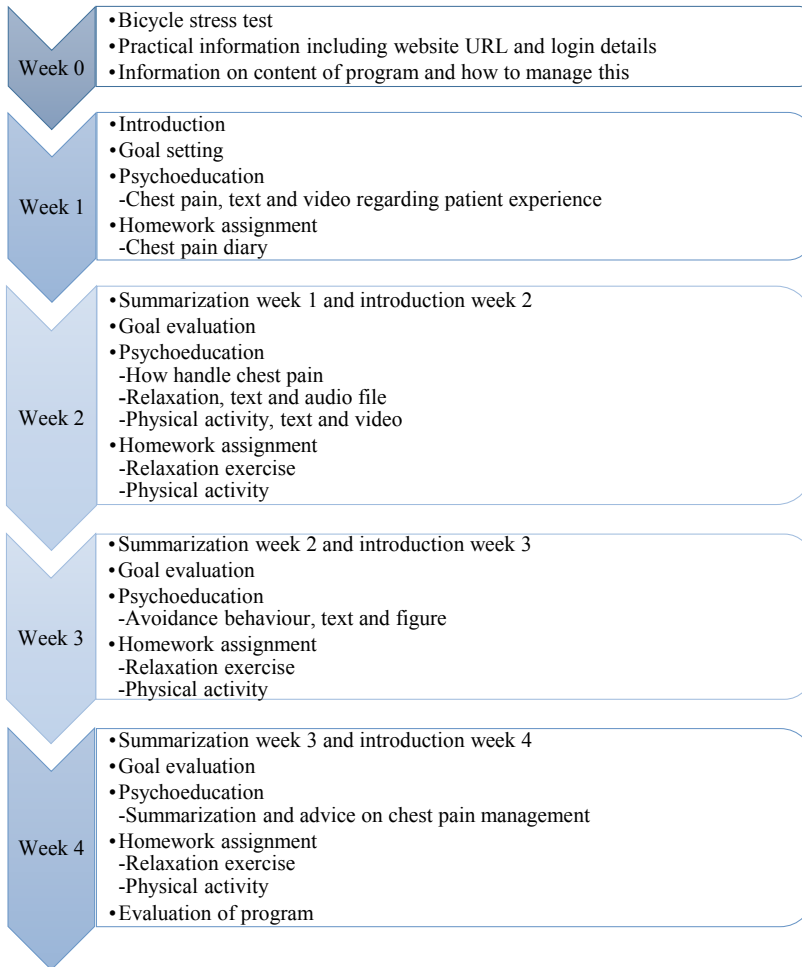 Week 0
•Bicycle stress test
•Practical information including website URL and login details
•Information on content of program and how to manage this
Week 1
•Introduction
•Goal setting
•Psychoeducation
-Chest pain, text and video regarding patient experience
•Homework assignment
-Chest pain diary
Week 2
•Summarization week 1 and introduction week 2
•Goal evaluation
•Psychoeducation
-How handle chest pain
-Relaxation, text and audio file
-Physical activity, text and video
•Homework assignment
-Relaxation exercise
-Physical activity
Week 3
•Summarization week 2 and introduction week 3
•Goal evaluation
•Psychoeducation
-Avoidance behaviour, text and figure
•Homework assignment
-Relaxation exercise
-Physical activity
Week 4
•Summarization week 3 and introduction week 4
•Goal evaluation
•Psychoeducation
-Summarization and advice on chest pain management
•Homework assignment
-Relaxation exercise
-Physical activity
•Evaluation of program